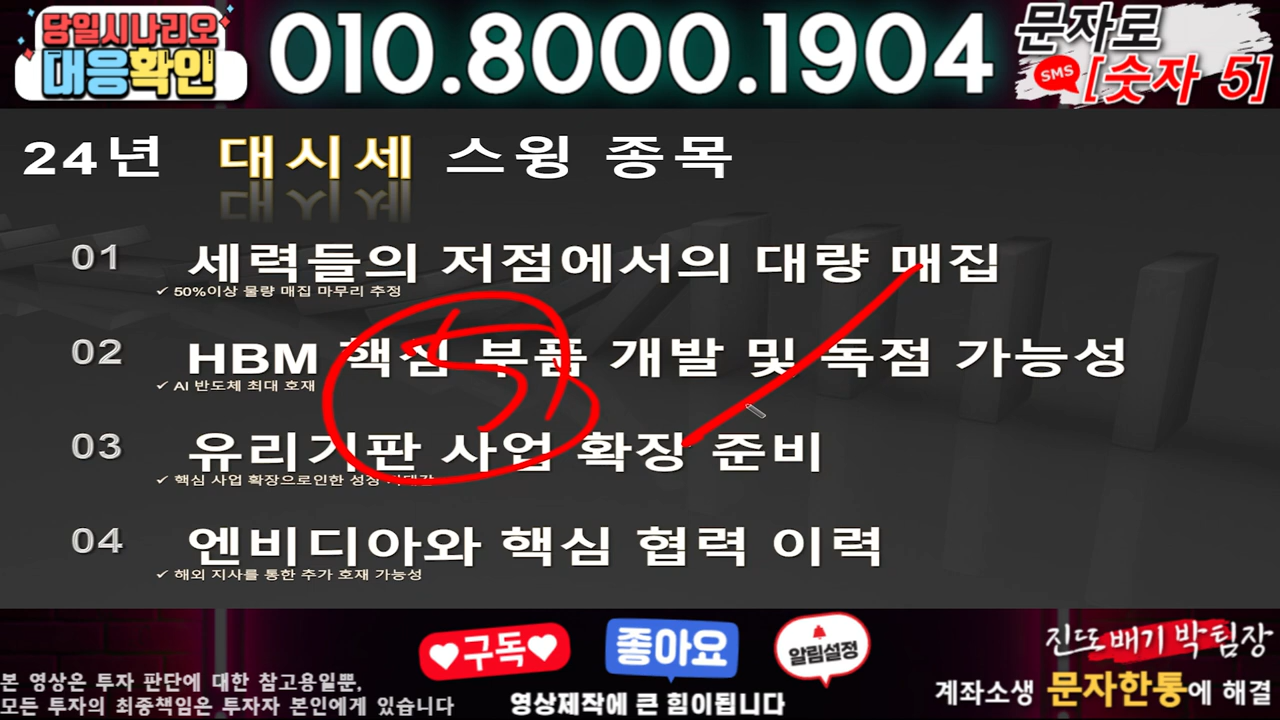 당일시나리오
대응확인
010.8000.1904
문자로
SMS
[숫자 5]
24년 대시세 스윙 종목
01 세력들의 저점에서의 대량 매집
✓ 50%이상 물량 매집 마무리 추정
02 HBM 핵심 부품 개발 및 독점 가능성
✓ AI 반도체 최대 호재
03 유리기판 사업 확장 준비
✓ 핵심 사업 확장으로인한 성장 기대감
04 엔비디아와 핵심 협력 이력
✓ 해외 지사를 통한 추가 호재 가능성
5
구독
좋아요
알림설정
영상제작에 큰 힘이됩니다
본 영상은 투자 판단에 대한 참고용일뿐,
모든 투자의 최종책임은 투자자 본인에게 있습니다
진또배기 박팀장
계좌소생 문자한통에 해결